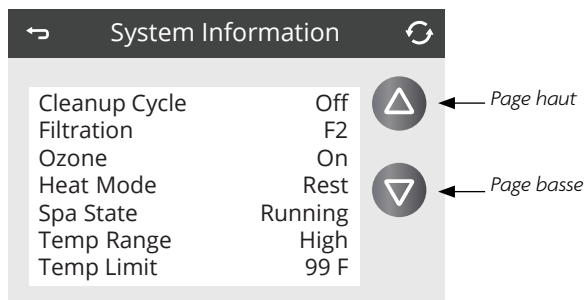 System Information
Cleanup Cycle Off
Filtration F2
Ozone On
Heat Mode Rest
Spa State Running
Temp Range High
Temp Limit 99 F
Page haut
Page basse